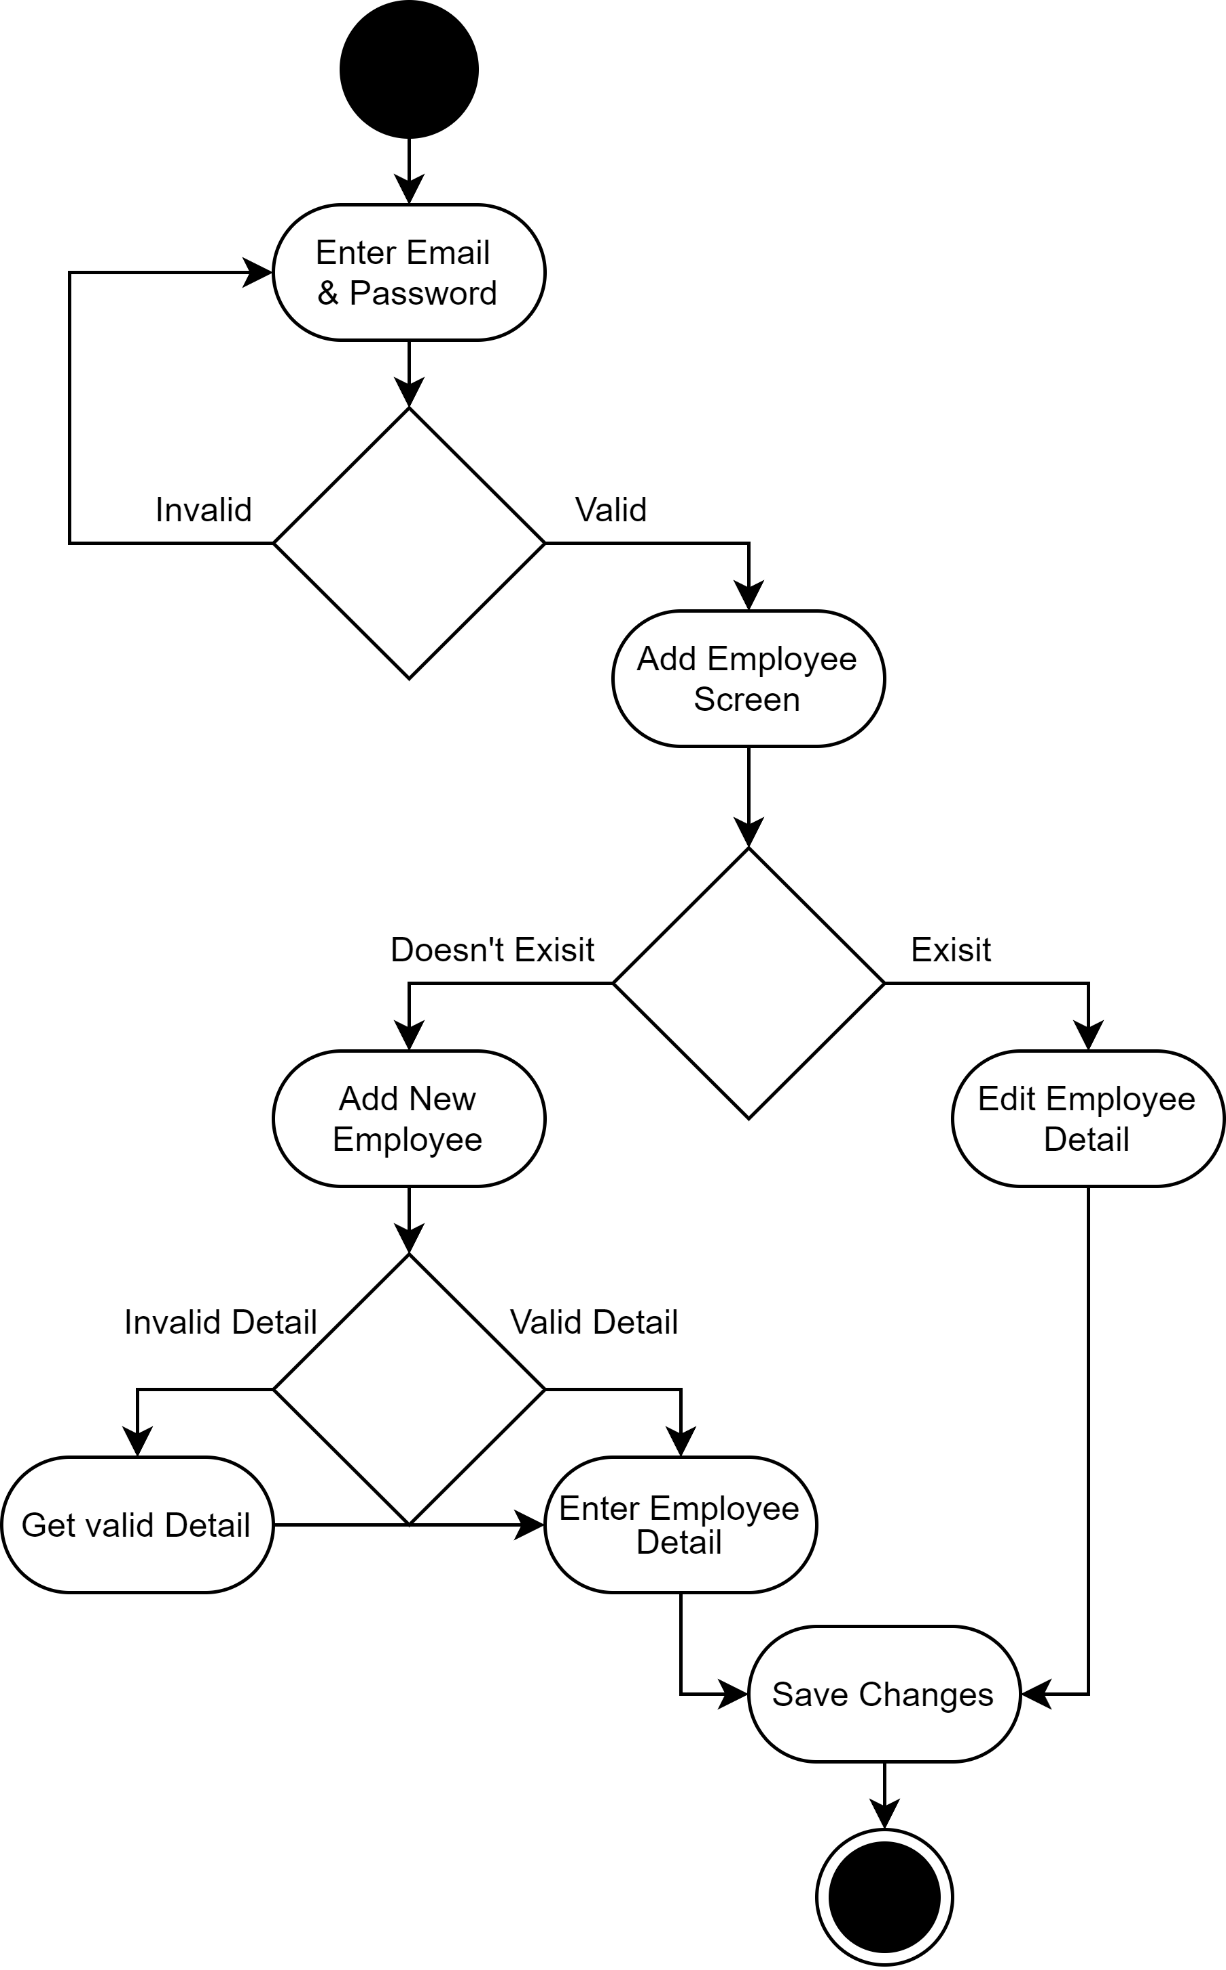 Enter Email
& Password
Invalid
Valid
Add Employee
Screen
Doesn't Exisit
Exisit
Add New
Employee
Edit Employee
Detail
Invalid Detail
Valid Detail
Get valid Detail
Enter Employee
Detail
Save Changes